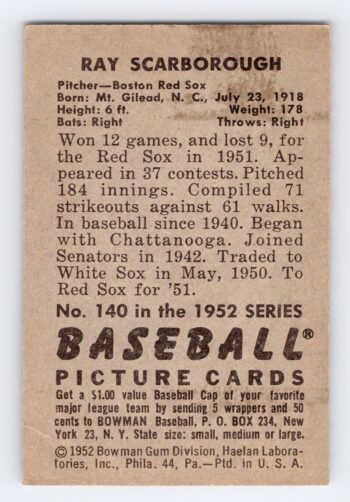 RAY SCARBOROUGH
Pitcher—Boston Red Sox
Born: Mt. Gilead, N. C., July 23, 1918
Height: 6 ft. Weight: 178
Bats: Right Throws: Right
Won 12 games, and lost 9, for
the Red Sox in 1951. Ap-
peared in 37 contests. Pitched
184 innings. Compiled 71
strikeouts against 61 walks.
In baseball since 1940. Began
with Chattanooga. Joined
Senators in 1942. Traded to
White Sox in May, 1950. To
Red Sox for '51.
No. 140 in the 1952 SERIES
BASEBALL®
PICTURE CARDS
Get a $1.00 value Baseball Cap of your favorite
major league team by sending 5 wrappers and 50
cents to BOWMAN Baseball, P. O. BOX 234, New
York 23, N. Y. State size: small, medium or large.
©1952 Bowman Gum Division, Haelan Labora-
tories, Inc., Phila. 44, Pa.—Ptd. in U. S. A.